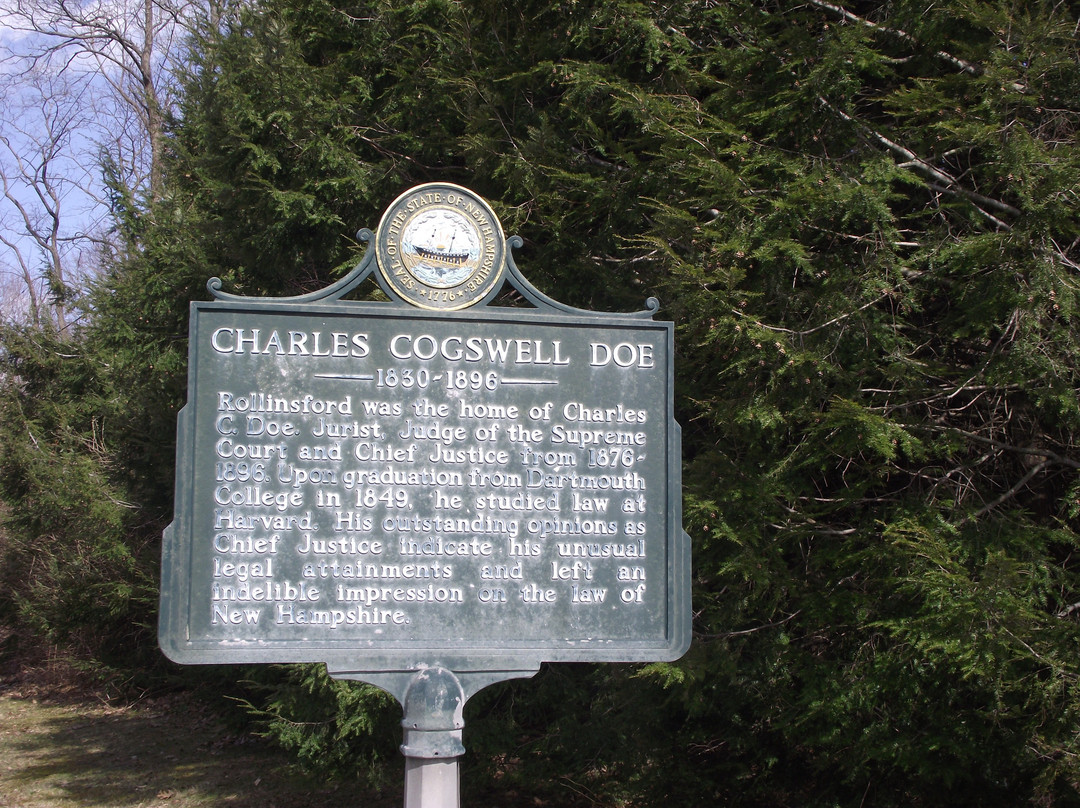 SEAL·OF·THE·STATE·OF·NEW HAMPSHIRE·
★1776★
CHARLES COGSWELL DOE
1830-1896
Rollinsford was the home of Charles
C. Doe. Jurist, Judge of the Supreme
Court and Chief Justice from 1876-
1896. Upon graduation from Dartmouth
College in 1849, he studied law at
Harvard. His outstanding opinions as
Chief Justice indicate his unusual
legal attainments and left an
indelible impression on the law of
New Hampshire.